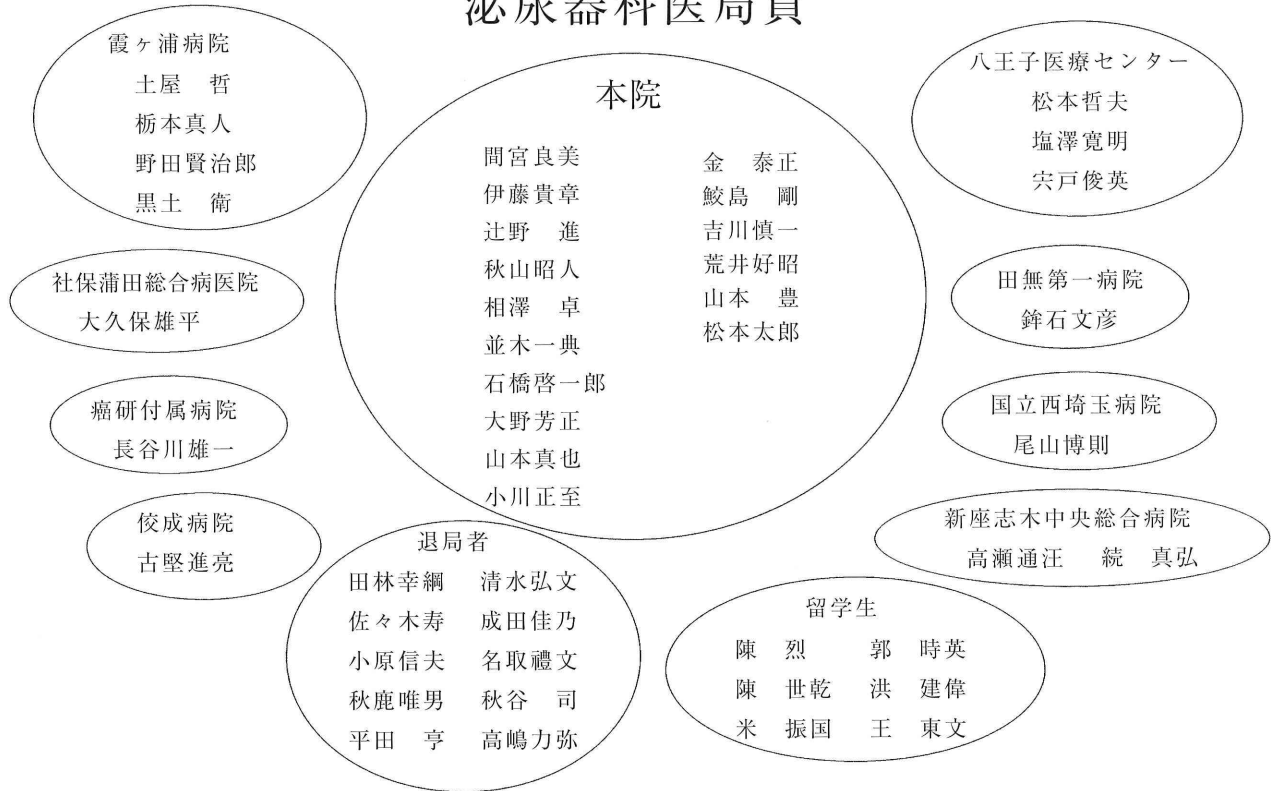 泌尿器科医局員
霞ヶ浦病院
土屋　哲
栃本真人
野田賢治郎
黒土　衛
社保蒲田総合病医院
大久保雄平
癌研付属病院
長谷川雄一
佼成病院
古堅進亮
本院
間宮良美
伊藤貴章
辻野　進
秋山昭人
相澤　卓
並木一典
石橋啓一郎
大野芳正
山本真也
小川正至
金　泰正
鮫島　剛
吉川慎一
荒井好昭
山本　豊
松本太郎
八王子医療センター
松本哲夫
塩澤寛明
宍戸俊英
田無第一病院
鉾石文彦
国立西埼玉病院
尾山博則
新座志木中央総合病院
高瀬通汪　続　真弘
退局者
田林幸綱　清水弘文
佐々木寿　成田佳乃
小原信夫　名取禮文
秋鹿唯男　秋谷　司
平田　亨　高嶋力弥
留学生
陳　烈　郭　時英
陳　世乾　洪　建偉
米　振国　王　東文